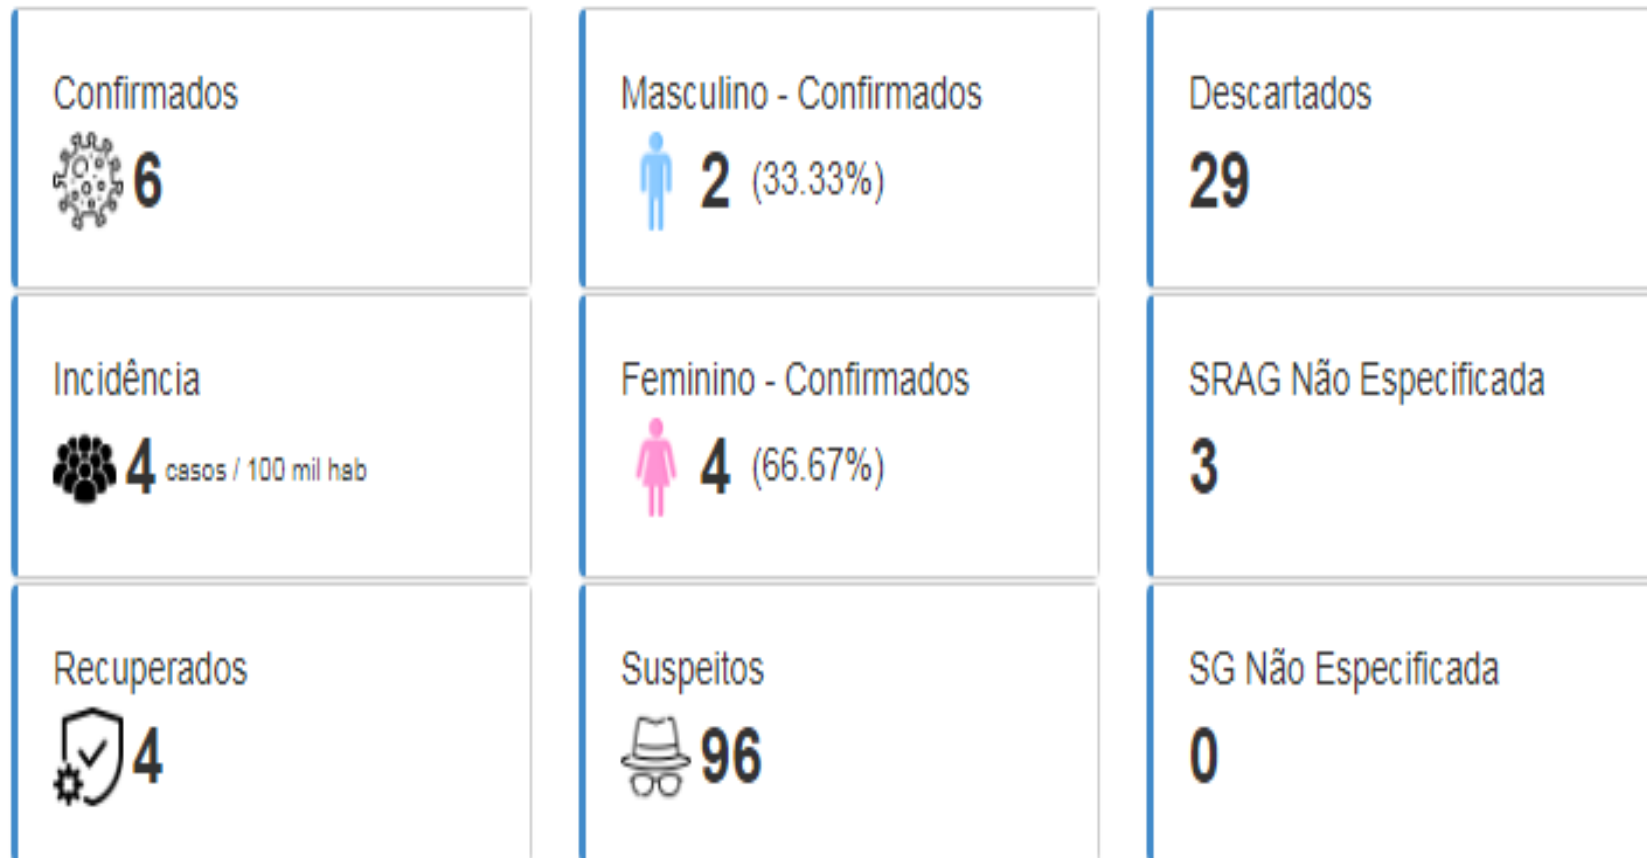 Confirmados
6
Masculino - Confirmados
2 (33.33%)
Descartados
29
Incidência
4 casos / 100 mil hab
Feminino - Confirmados
4 (66.67%)
SRAG Não Especificada
3
Recuperados
4
Suspeitos
96
SG Não Especificada
0